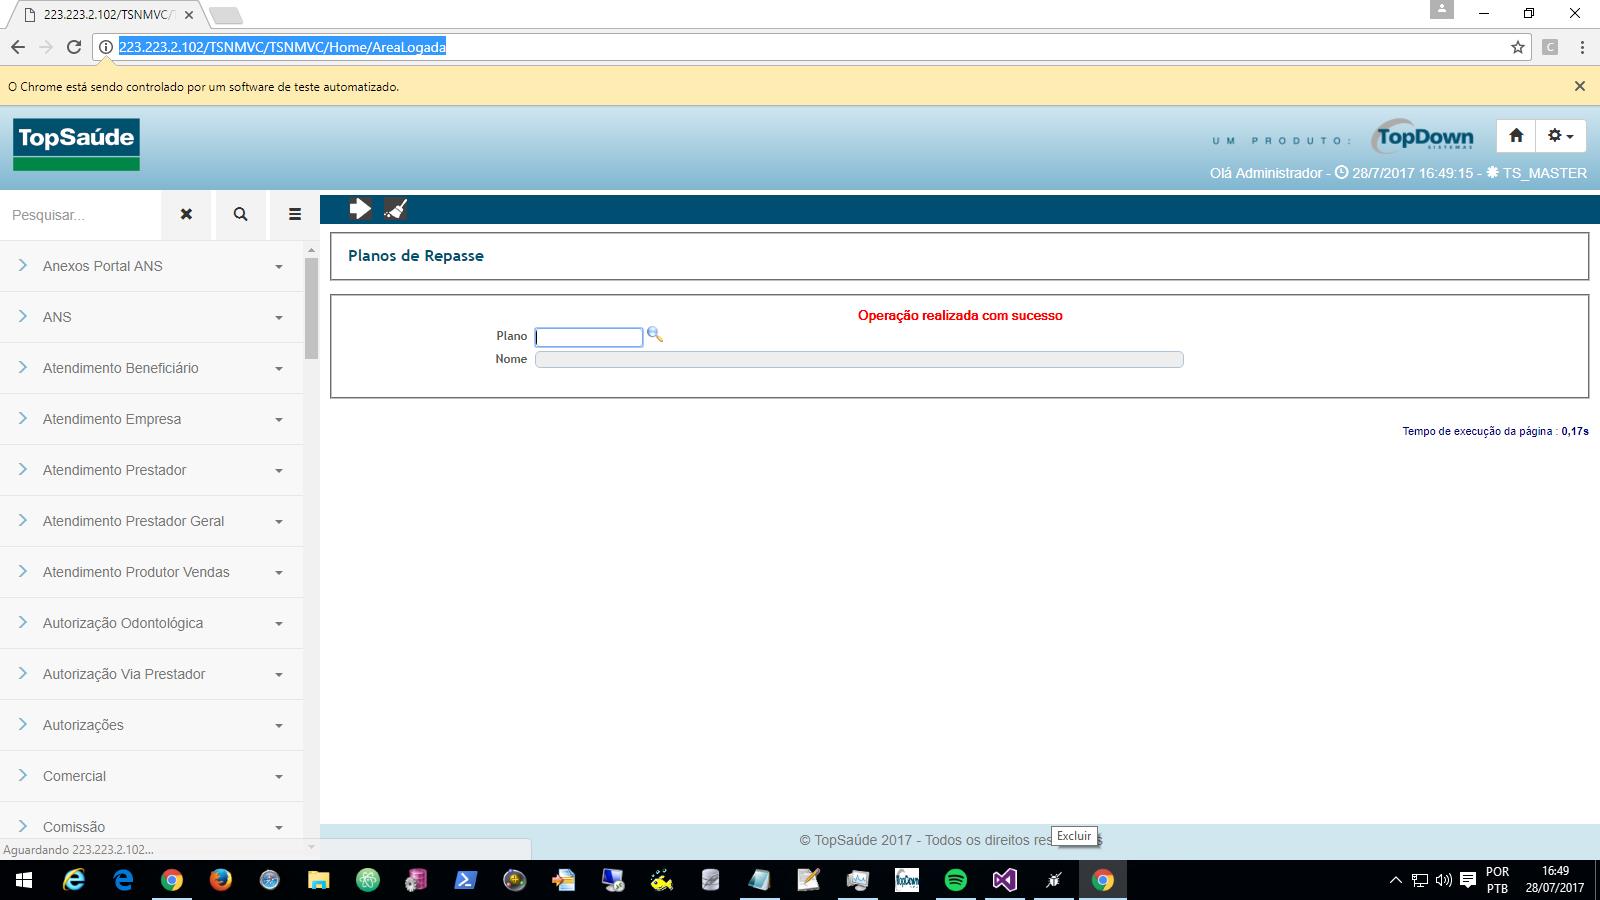 223.223.2.102/TSNMVC/T
223.223.2.102/TSNMVC/TSNMVC/Home/AreaLogada
C
O Chrome está sendo controlado por um software de teste automatizado.
TopSaúde
UM PRODUTO:
TopDown
SISTEMAS
Olá Administrador - 28/7/2017 16:49:15 - TS_MASTER
Pesquisar...
Anexos Portal ANS
ANS
Atendimento Beneficiário
Atendimento Empresa
Atendimento Prestador
Atendimento Prestador Geral
Atendimento Produtor Vendas
Autorização Odontológica
Autorização Via Prestador
Autorizações
Comercial
Comissão
Aguardando 223.223.2.102...
Planos de Repasse
Operação realizada com sucesso
Plano
Nome
Tempo de execução da página : 0,17s
© TopSaúde 2017 - Todos os direitos res
Excluir
TopDown
POR
PTB
16:49
28/07/2017